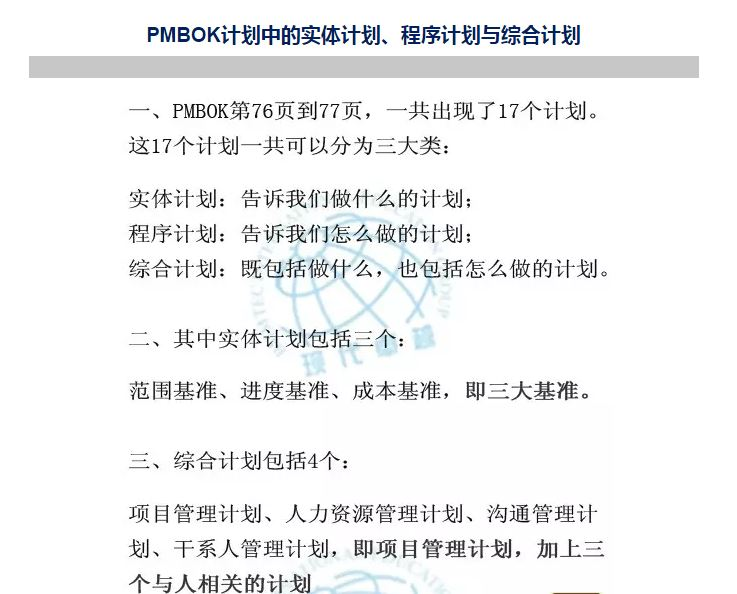 PMBOK计划中的实体计划、程序计划与综合计划
一、PMBOK第76页到77页，一共出现了17个计划。
这17个计划一共可以分为三大类：
实体计划：告诉我们做什么的计划；
程序计划：告诉我们怎么做的计划；
综合计划：既包括做什么，也包括怎么做的计划。
二、其中实体计划包括三个：
范围基准、进度基准、成本基准，即三大基准。
三、综合计划包括4个：
项目管理计划、人力资源管理计划、沟通管理计
划、干系人管理计划，即项目管理计划，加上三
个与人相关的计划